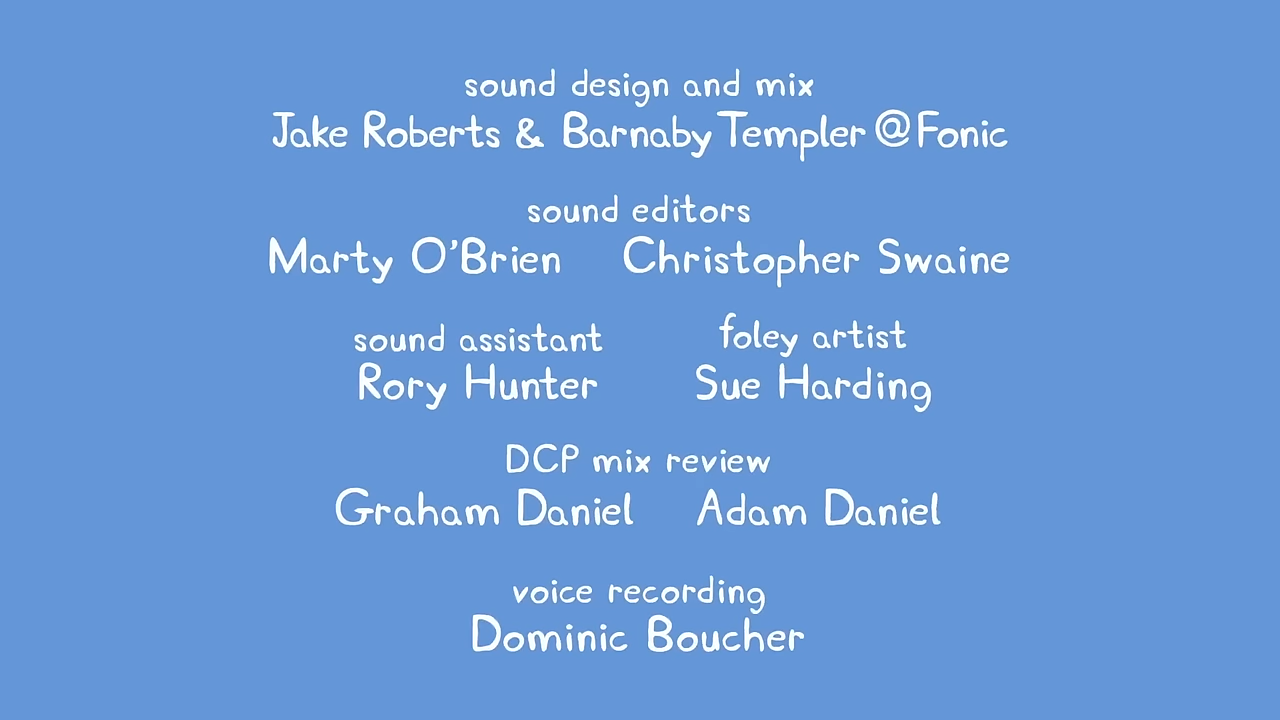 sound design and mix
Jake Roberts & Barnaby Templer @ Fonic
sound editors
Marty O'Brien Christopher Swaine
sound assistant foley artist
Rory Hunter Sue Harding
DCP mix review
Graham Daniel Adam Daniel
voice recording
Dominic Boucher